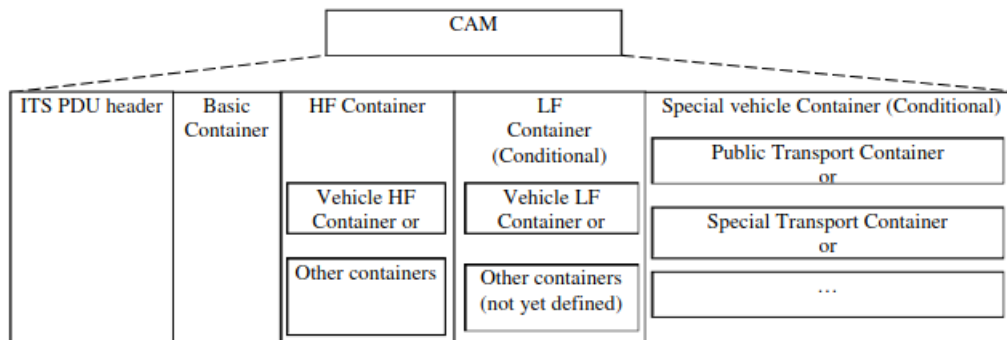 CAM
ITS PDU header
Basic
Container
HF Container
Vehicle HF
Container or
Other containers
LF
Container
(Conditional)
Vehicle LF
Container or
Other containers
(not yet defined)
Special vehicle Container (Conditional)
Public Transport Container
or
Special Transport Container
or
…